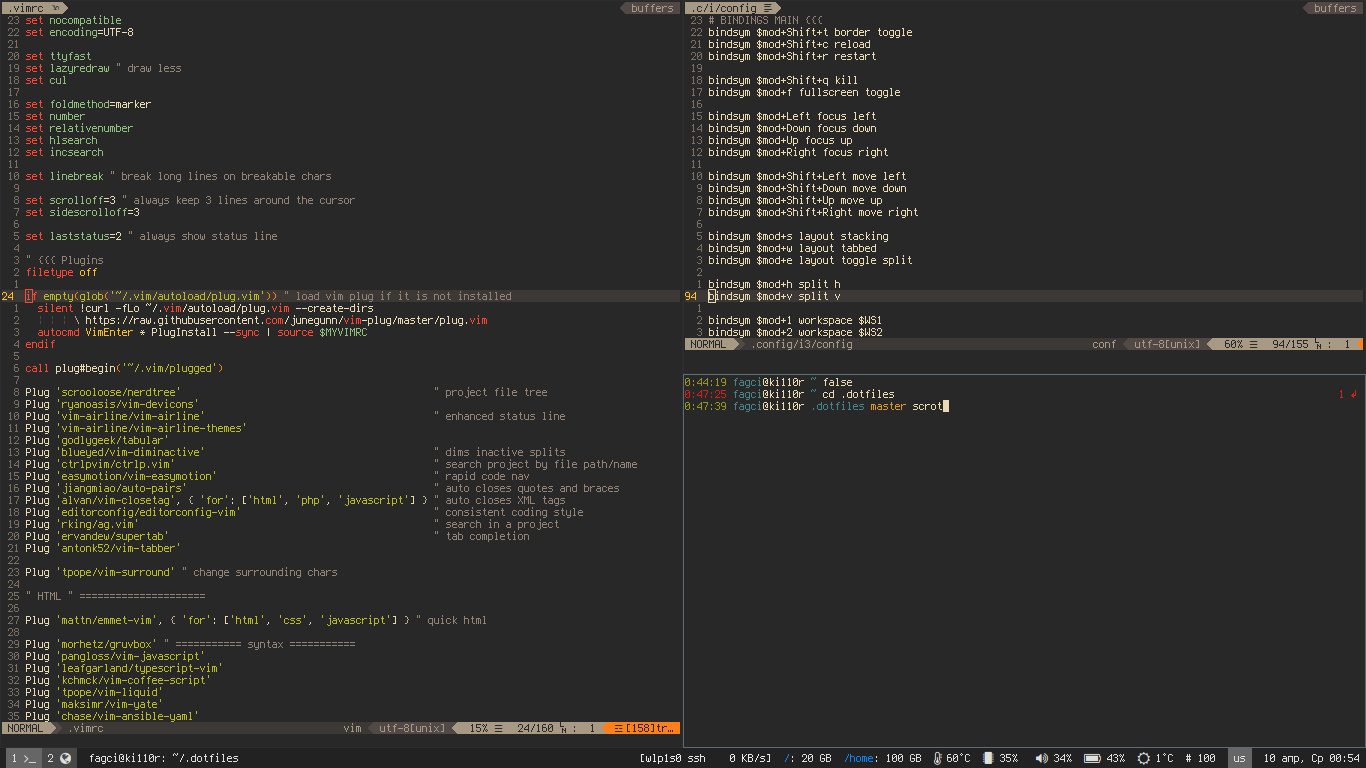 .vimrc
buffers
23 set nocompatible
22 set encoding=UTF-8
21
20 set ttyfast
19 set lazyredraw " draw less
18 set cul
17
16 set foldmethod=marker
15 set number
14 set relativenumber
13 set hlsearch
12 set incsearch
11
10 set linebreak " break long lines on breakable chars
9
8 set scrolloff=3 " always keep 3 lines around the cursor
7 set sidescrolloff=3
6
5 set laststatus=2 " always show status line
4
3 " {{{ Plugins
2 filetype off
1
24 if empty(glob('~/.vim/autoload/plug.vim')) " load vim plug if it is not installed
1 silent !curl -fLo ~/.vim/autoload/plug.vim --create-dirs
2 \ https://raw.githubusercontent.com/junegunn/vim-plug/master/plug.vim
3 autocmd VimEnter * PlugInstall --sync | source $MYVIMRC
4 endif
5
6 call plug#begin('~/.vim/plugged')
7
8 Plug 'scrooloose/nerdtree' " project file tree
9 Plug 'ryanoasis/vim-devicons'
10 Plug 'vim-airline/vim-airline' " enhanced status line
11 Plug 'vim-airline/vim-airline-themes'
12 Plug 'godlygeek/tabular'
13 Plug 'blueyed/vim-diminactive' " dims inactive splits
14 Plug 'ctrlpvim/ctrlp.vim' " search project by file path/name
15 Plug 'easymotion/vim-easymotion' " rapid code nav
16 Plug 'jiangmiao/auto-pairs' " auto closes quotes and braces
17 Plug 'alvan/vim-closetag', { 'for': ['html', 'php', 'javascript'] } " auto closes XML tags
18 Plug 'editorconfig/editorconfig-vim' " consistent coding style
19 Plug 'rking/ag.vim' " search in a project
20 Plug 'ervandew/supertab' " tab completion
21 Plug 'antonk52/vim-tabber'
22
23 Plug 'tpope/vim-surround' " change surrounding chars
24
25 " HTML " =====================
26
27 Plug 'mattn/emmet-vim', { 'for': ['html', 'css', 'javascript'] } " quick html
28
29 Plug 'morhetz/gruvbox' " =========== syntax ===========
30 Plug 'pangloss/vim-javascript'
31 Plug 'leafgarland/typescript-vim'
32 Plug 'kchmck/vim-coffee-script'
33 Plug 'tpope/vim-liquid'
34 Plug 'maksimr/vim-yate'
35 Plug 'chase/vim-ansible-yaml'
NORMAL .vimrc vim utf-8[unix] 15% ☰ 24/160 ㏑ : 1 ☲ [158]tr…
.c/i/config
buffers
23 # BINDINGS MAIN {{{
22 bindsym $mod+Shift+t border toggle
21 bindsym $mod+Shift+c reload
20 bindsym $mod+Shift+r restart
19
18 bindsym $mod+Shift+q kill
17 bindsym $mod+f fullscreen toggle
16
15 bindsym $mod+Left focus left
14 bindsym $mod+Down focus down
13 bindsym $mod+Up focus up
12 bindsym $mod+Right focus right
11
10 bindsym $mod+Shift+Left move left
9 bindsym $mod+Shift+Down move down
8 bindsym $mod+Shift+Up move up
7 bindsym $mod+Shift+Right move right
6
5 bindsym $mod+s layout stacking
4 bindsym $mod+w layout tabbed
3 bindsym $mod+e layout toggle split
2
1 bindsym $mod+h split h
94 bindsym $mod+v split v
1
2 bindsym $mod+1 workspace $WS1
3 bindsym $mod+2 workspace $WS2
NORMAL .config/i3/config conf utf-8[unix] 60% ☰ 94/155 ㏑ : 1
0:44:19 fagci@ki110r ~ false
0:47:25 fagci@ki110r ~ cd .dotfiles 1 ↲
0:47:39 fagci@ki110r .dotfiles master scrot
1 >_ 2 fagci@ki110r: ~/.dotfiles [wlp1s0 ssh 0 KB/s] /: 20 GB /home: 100 GB 60°C 35% 34% 43% 1°C # 100 us 10 апр, Ср 00:54